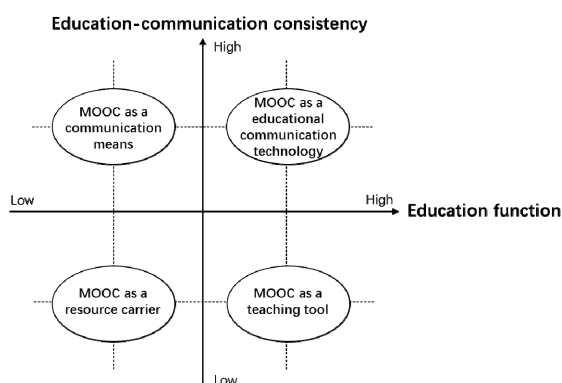 Education-communication consistency
High
MOOC as a
communication
means
MOOC as a
educational
communication
technology
Low
High
Education function
MOOC as a
resource carrier
MOOC as a
teaching tool
Low